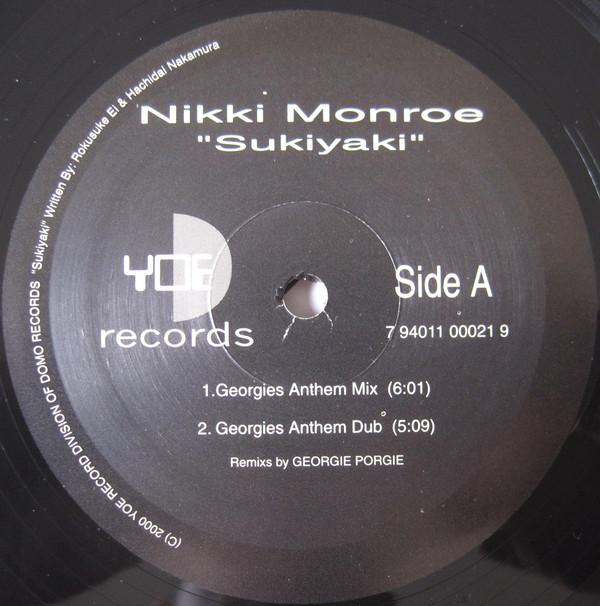 Nikki Monroe
"Sukiyaki"
YOE
records
Side A
7 94011 00021 9
1.Georgies Anthem Mix (6:01)
2. Georgies Anthem Dub (5:09)
Remixs by GEORGIE PORGIE
(C) 2000 YOE RECORD DIVISION OF DOMO RECORDS "Sukiyaki" Written By: Rokusuke Ei & Hachidai Nakamura